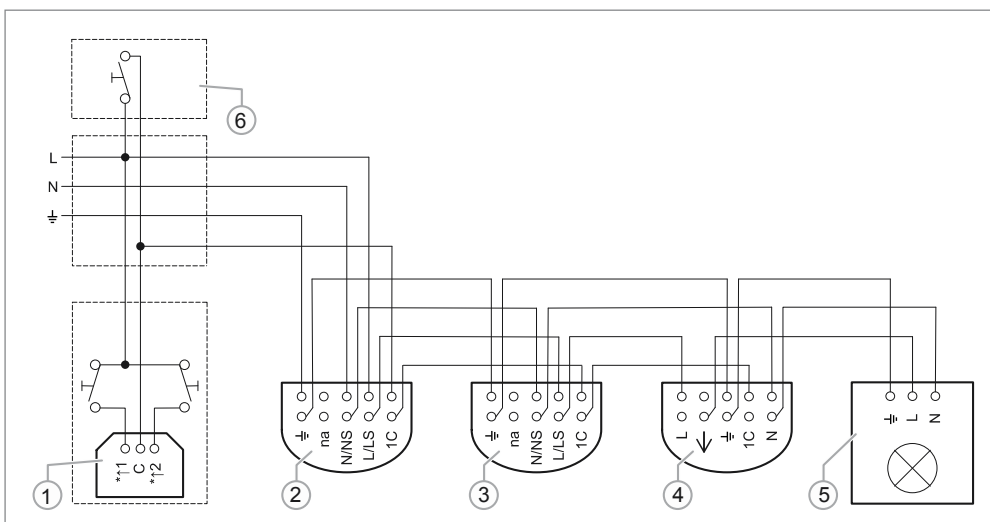 6
L
N
*↑1 C *↑2
1
⏚ na N/NS L/LS 1C
2
⏚ na N/NS L/LS 1C
3
L ↓ ⏚ 1C N
4
⏚ L N
5